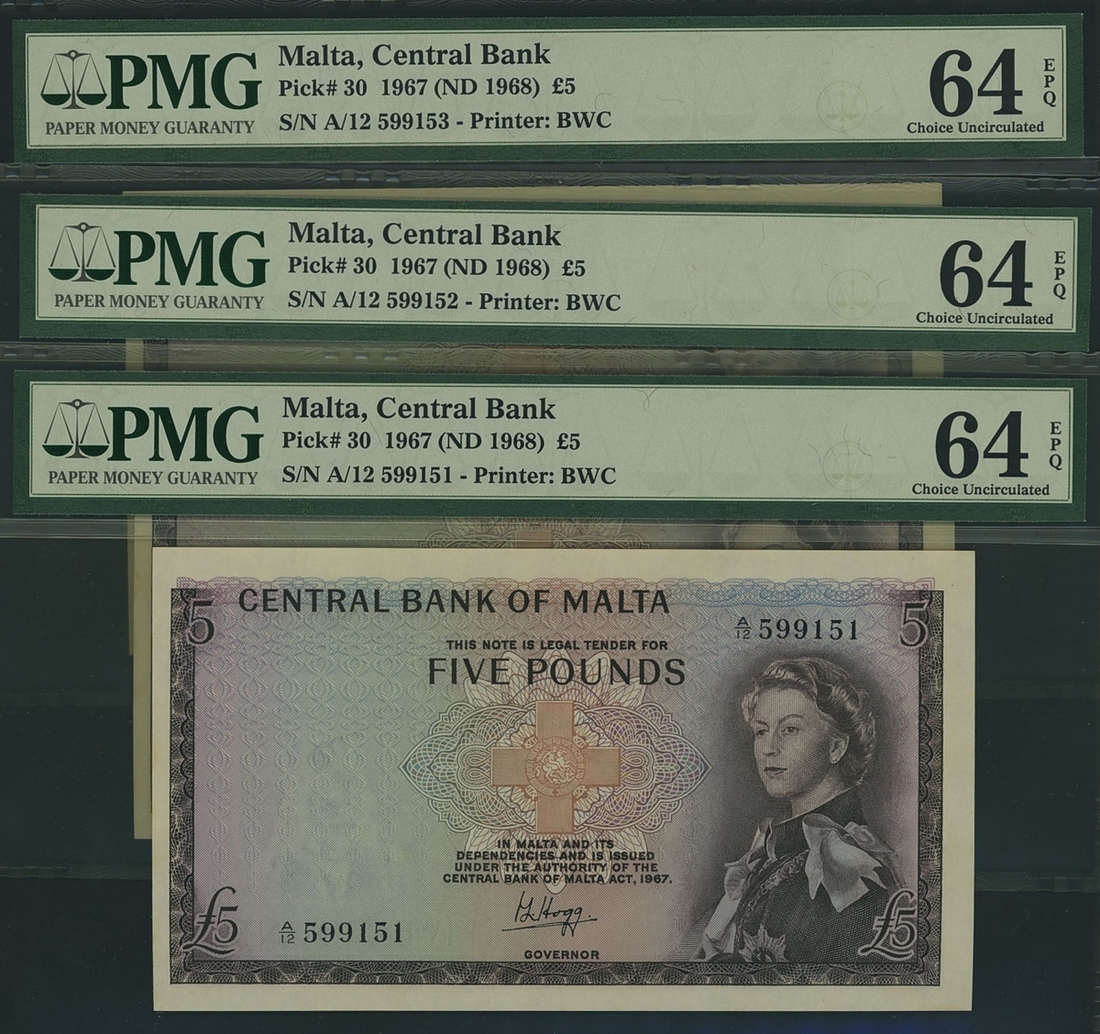 PMG
PAPER MONEY GUARANTY
Malta, Central Bank
Pick# 30 1967 (ND 1968) £5
S/N A/12 599153 - Printer: BWC
64
EPQ
Choice Uncirculated
PMG
PAPER MONEY GUARANTY
Malta, Central Bank
Pick# 30 1967 (ND 1968) £5
S/N A/12 599152 - Printer: BWC
64
EPQ
Choice Uncirculated
PMG
PAPER MONEY GUARANTY
Malta, Central Bank
Pick# 30 1967 (ND 1968) £5
S/N A/12 599151 - Printer: BWC
64
EPQ
Choice Uncirculated
5 CENTRAL BANK OF MALTA 5
A/12 599151
THIS NOTE IS LEGAL TENDER FOR
FIVE POUNDS
IN MALTA AND ITS
DEPENDENCIES AND IS ISSUED
UNDER THE AUTHORITY OF THE
CENTRAL BANK OF MALTA ACT, 1967.
£5 A/12 599151 Hogg. £5
GOVERNOR